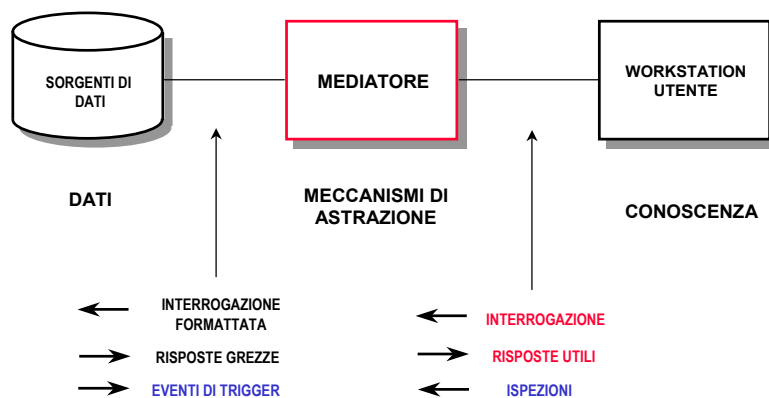 SORGENTI DI
DATI
MEDIATORE
WORKSTATION
UTENTE
DATI
MECCANISMI DI
ASTRAZIONE
CONOSCENZA
INTERROGAZIONE
FORMATTATA
RISPOSTE GREZZE
EVENTI DI TRIGGER
INTERROGAZIONE
RISPOSTE UTILI
ISPEZIONI